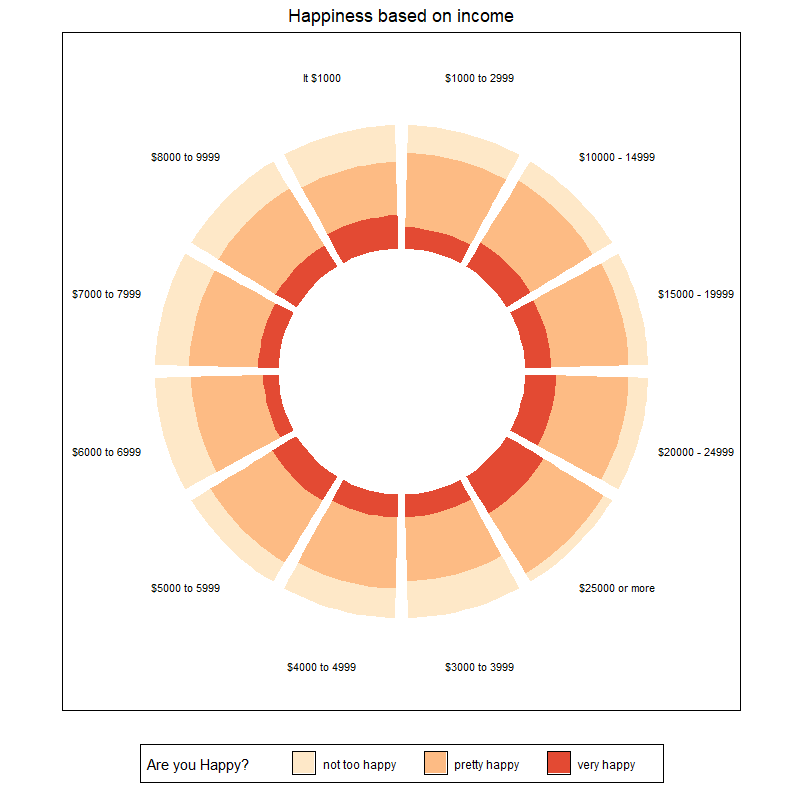 Happiness based on income
lt $1000
$1000 to 2999
$8000 to 9999
$10000 - 14999
$7000 to 7999
$15000 - 19999
$6000 to 6999
$20000 - 24999
$5000 to 5999
$25000 or more
$4000 to 4999
$3000 to 3999
Are you Happy?
not too happy
pretty happy
very happy